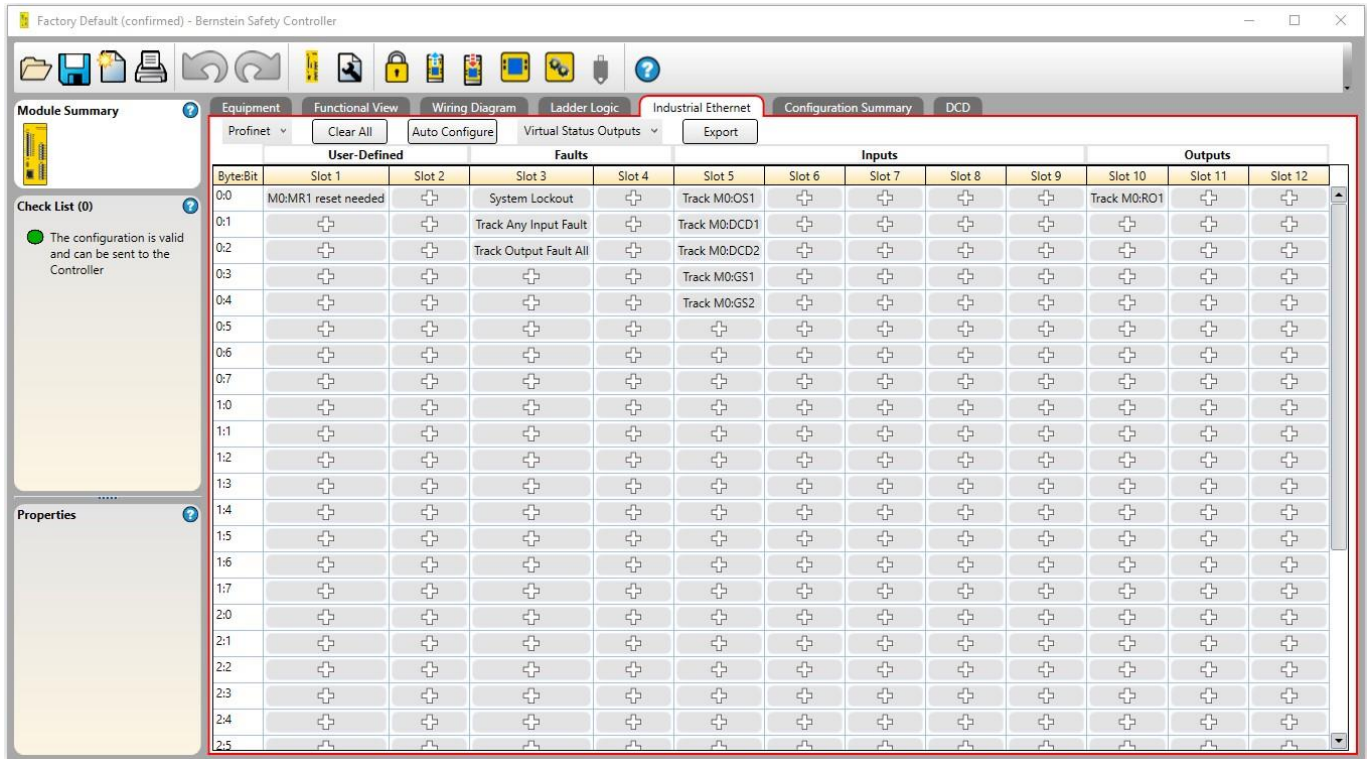 Factory Default (confirmed) - Bernstein Safety Controller
Module Summary
Check List (0)
The configuration is valid
and can be sent to the
Controller
Properties
Equipment Functional View Wiring Diagram Ladder Logic Industrial Ethernet Configuration Summary DCD
Profinet Clear All Auto Configure Virtual Status Outputs Export
User-Defined Faults Inputs Outputs
Byte:Bit Slot 1 Slot 2 Slot 3 Slot 4 Slot 5 Slot 6 Slot 7 Slot 8 Slot 9 Slot 10 Slot 11 Slot 12
0:0 M0:MR1 reset needed System Lockout Track M0:OS1 Track M0:RO1
0:1 Track Any Input Fault Track M0:DCD1
0:2 Track Output Fault All Track M0:DCD2
0:3 Track M0:GS1
0:4 Track M0:GS2
0:5
0:6
0:7
1:0
1:1
1:2
1:3
1:4
1:5
1:6
1:7
2:0
2:1
2:2
2:3
2:4
2:5